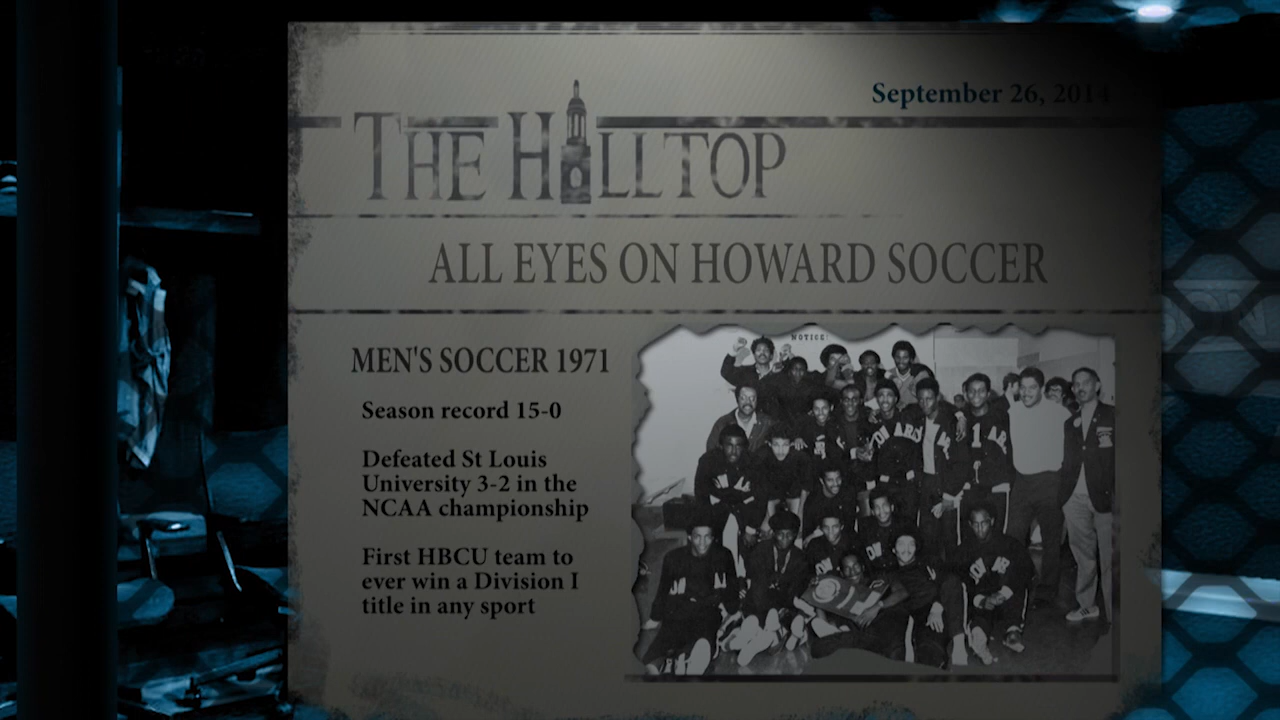 September 26, 2014
THE HILLTOP
ALL EYES ON HOWARD SOCCER
MEN'S SOCCER 1971
Season record 15-0
Defeated St Louis
University 3-2 in the
NCAA championship
First HBCU team to
ever win a Division I
title in any sport
NOTICE: